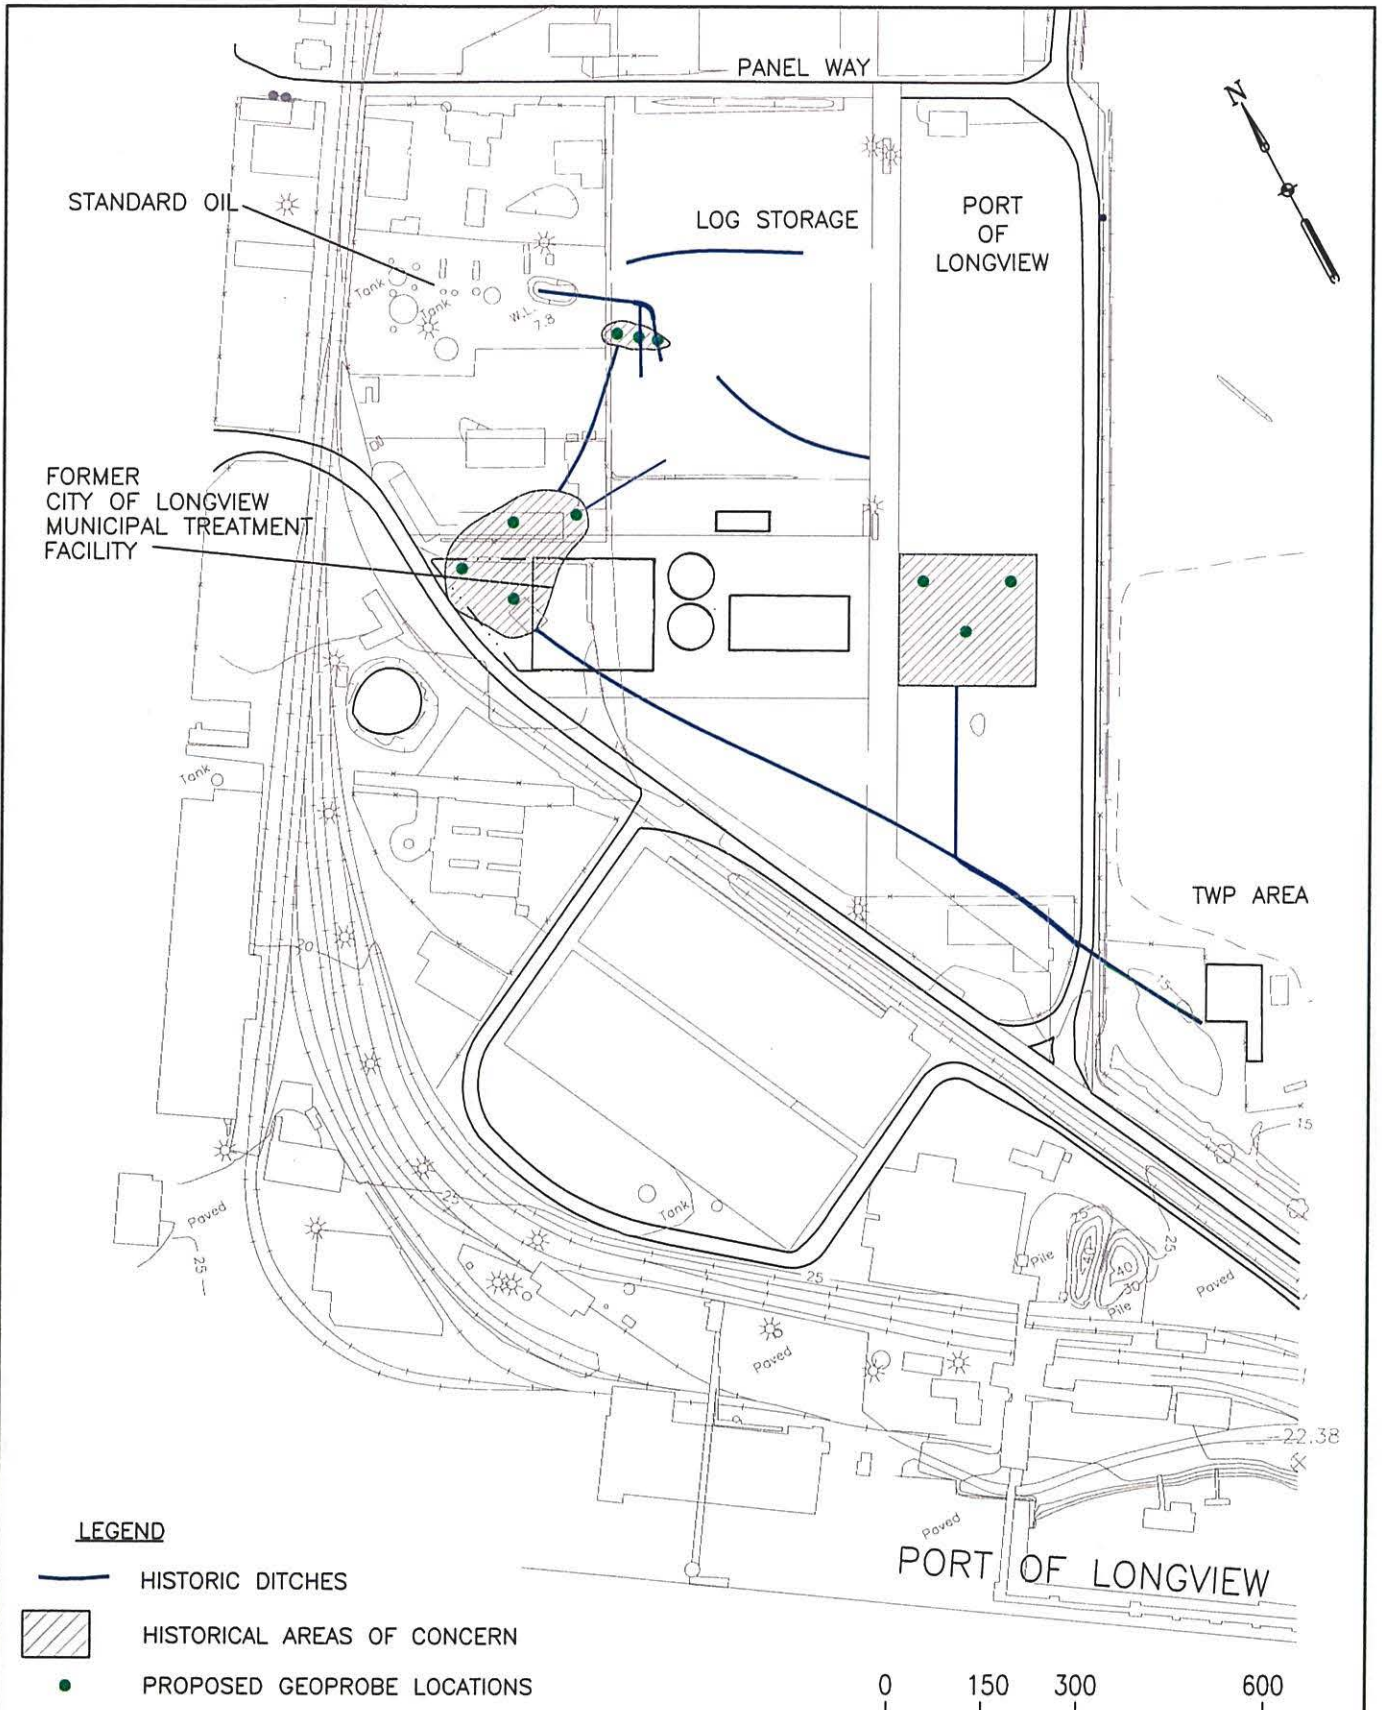 PANEL WAY
N
STANDARD OIL
LOG STORAGE
PORT
OF
LONGVIEW
Tank
Tank
W.L.
7.8
FORMER
CITY OF LONGVIEW
MUNICIPAL TREATMENT
FACILITY
Tank
TWP AREA
20
15
15
25
Paved
25
Tank
25
25
40
40
30
25
Pile
Pile
Paved
Paved
22.38
Paved
PORT OF LONGVIEW
LEGEND
HISTORIC DITCHES
HISTORICAL AREAS OF CONCERN
PROPOSED GEOPROBE LOCATIONS
0 150 300 600